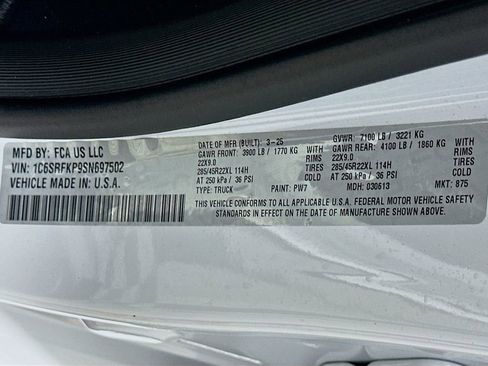 MFD BY: FCA US LLC
VIN: 1C6SRFKP9SN697502
VEHICLE MADE IN U.S.A.
DATE OF MFR (BUILT): 3-25 GVWR: 7100 LB / 3221 KG
GAWR FRONT: 3900 LB / 1770 KG WITH TIRES RIMS AT COLD GAWR REAR: 4100 LB / 1860 KG WITH TIRES RIMS AT COLD
22X9.0 22X9.0
285/45R22XL 114H 285/45R22XL 114H
AT 250 kPa / 36 PSI AT 250 kPa / 36 PSI
TYPE: TRUCK PAINT: PW7 MDH: 030613 MKT: 875
THIS VEHICLE CONFORMS TO ALL APPLICABLE U.S.A. FEDERAL MOTOR VEHICLE SAFETY
STANDARDS IN EFFECT ON THE DATE OF MANUFACTURE SHOWN ABOVE.